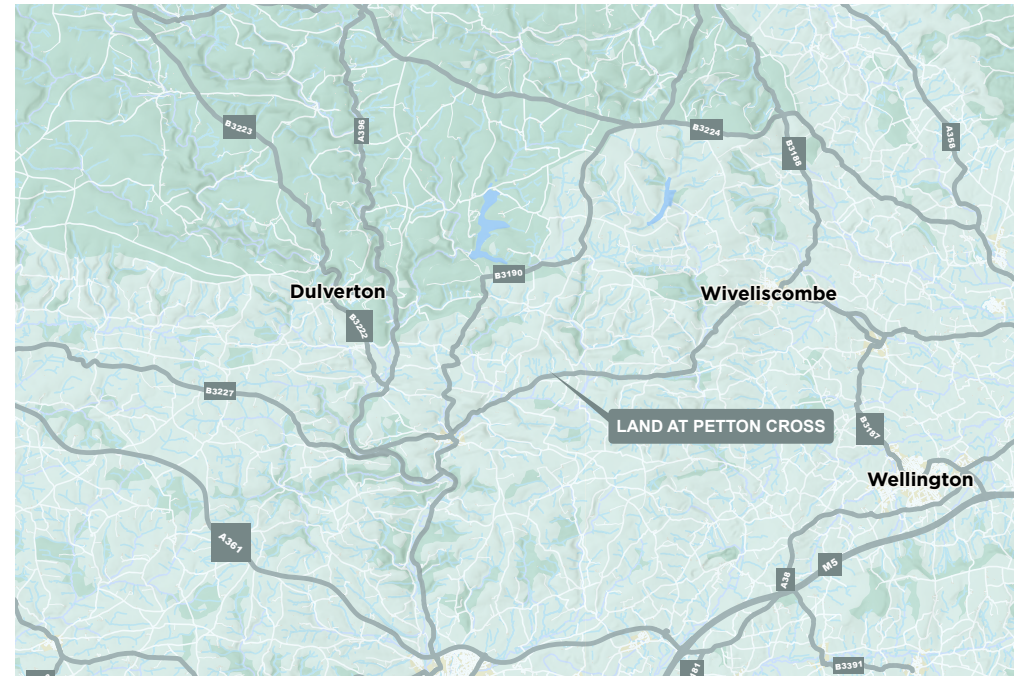 B3223
A396
B3224
B3188
A358
B3190
Dulverton
Wiveliscombe
B3222
B3227
LAND AT PETTON CROSS
B3187
Wellington
A361
M5
A38
B3391